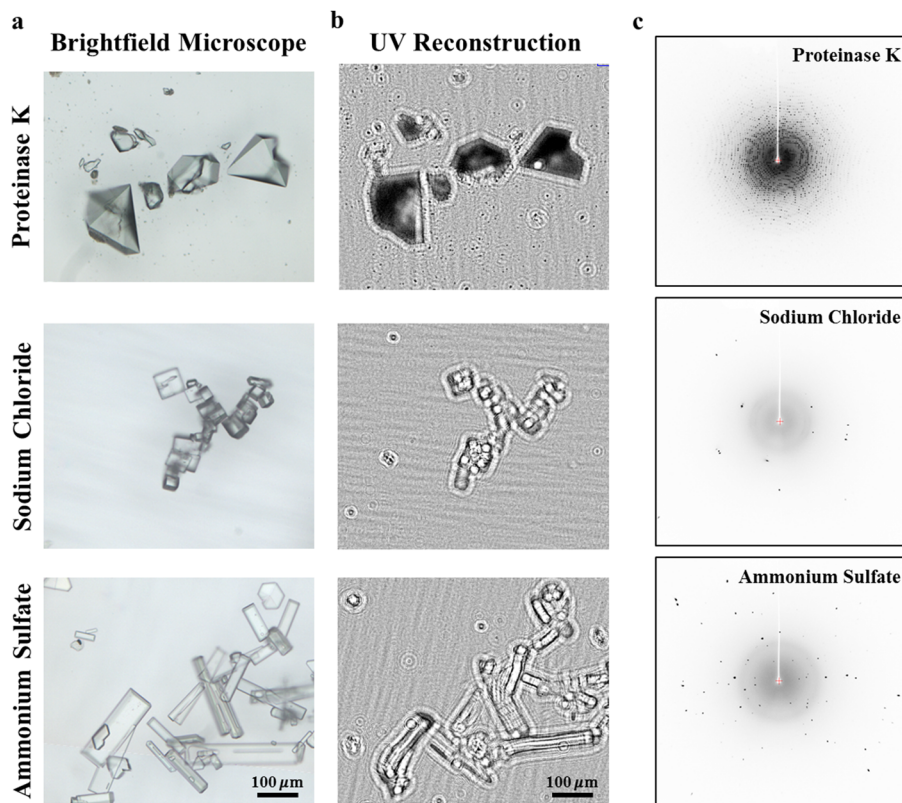 a
Brightfield Microscope
b
UV Reconstruction
c
Proteinase K
Proteinase K
Sodium Chloride
Sodium Chloride
Ammonium Sulfate
Ammonium Sulfate
100 µm
100 µm